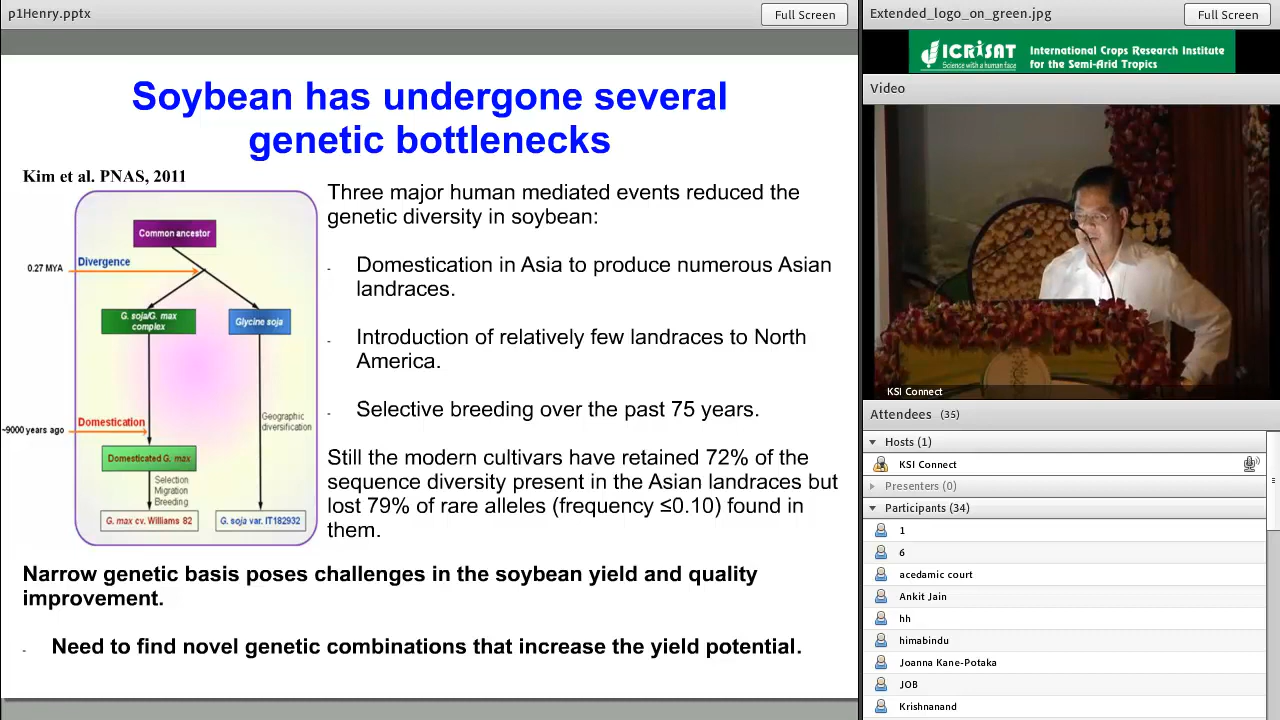 p1Henry.pptx
Full Screen
Soybean has undergone several
genetic bottlenecks
Kim et al. PNAS, 2011
Common ancestor
0.27 MYA
Divergence
G. soja/G. max
complex
Glycine soja
Geographic
diversification
~9000 years ago
Domestication
Domesticated G. max
Selection
Migration
Breeding
G. max cv. Williams 82
G. soja var. IT182932
Three major human mediated events reduced the
genetic diversity in soybean:
- Domestication in Asia to produce numerous Asian
landraces.
- Introduction of relatively few landraces to North
America.
- Selective breeding over the past 75 years.
Still the modern cultivars have retained 72% of the
sequence diversity present in the Asian landraces but
lost 79% of rare alleles (frequency ≤0.10) found in
them.
Narrow genetic basis poses challenges in the soybean yield and quality
improvement.
- Need to find novel genetic combinations that increase the yield potential.
Extended_logo_on_green.jpg
Full Screen
ICRISAT
Science with a human face
International Crops Research Institute
for the Semi-Arid Tropics
Video
KSI Connect
Attendees (35)
Hosts (1)
KSI Connect
Presenters (0)
Participants (34)
1
6
acedamic court
Ankit Jain
hh
himabindu
Joanna Kane-Potaka
JOB
Krishnanand